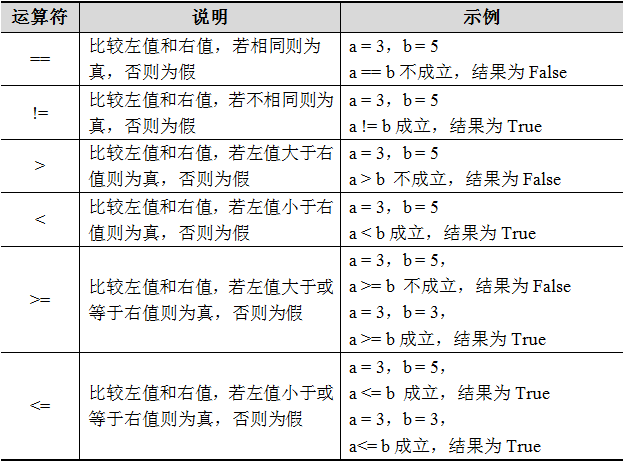 运算符 说明 示例
== 比较左值和右值，若相同则为 a = 3，b = 5
真，否则为假 a == b 不成立，结果为 False
!= 比较左值和右值，若不相同则为 a = 3，b = 5
真，否则为假 a != b 成立，结果为 True
> 比较左值和右值，若左值大于右 a = 3，b = 5
值则为真，否则为假 a > b 不成立，结果为 False
< 比较左值和右值，若左值小于右 a = 3，b = 5
值则为真，否则为假 a < b 成立，结果为 True
>= 比较左值和右值，若左值大于或
等于右值则为真，否则为假
a = 3，b = 5，
a >= b 不成立，结果为 False
a = 3，b = 3，
a >= b 成立，结果为 True
<= 比较左值和右值，若左值小于或
等于右值则为真，否则为假
a = 3，b = 5，
a <= b 成立，结果为 True
a = 3，b = 3，
a<= b 成立，结果为 True